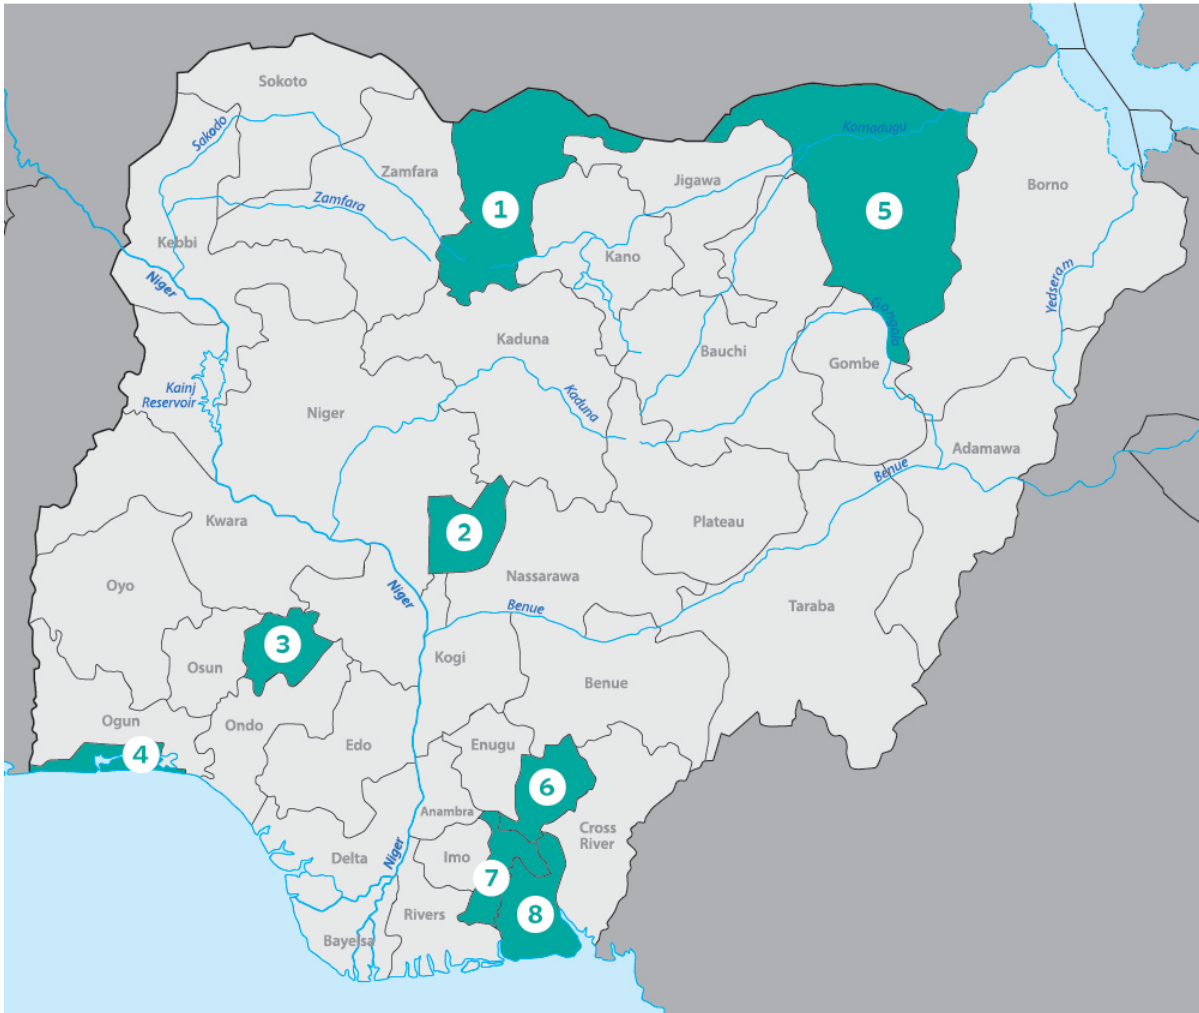 Sokoto
Sakodo
Komadugu
Zamfara
Jigawa
Borno
Zamfara
1
5
Kebbi
Kano
Niger
Yedseram
Gongola
Kaduna
Bauchi
Gombe
Kainj
Reservoir
Kaduna
Niger
Adamawa
Benue
Kwara
Plateau
2
Nassarawa
Oyo
Niger
Benue
Taraba
3
Osun
Kogi
Benue
Ogun
Ondo
Edo
Enugu
4
6
Anambra
Cross
River
Delta
Niger
Imo
7
Rivers
8
Bayelsa